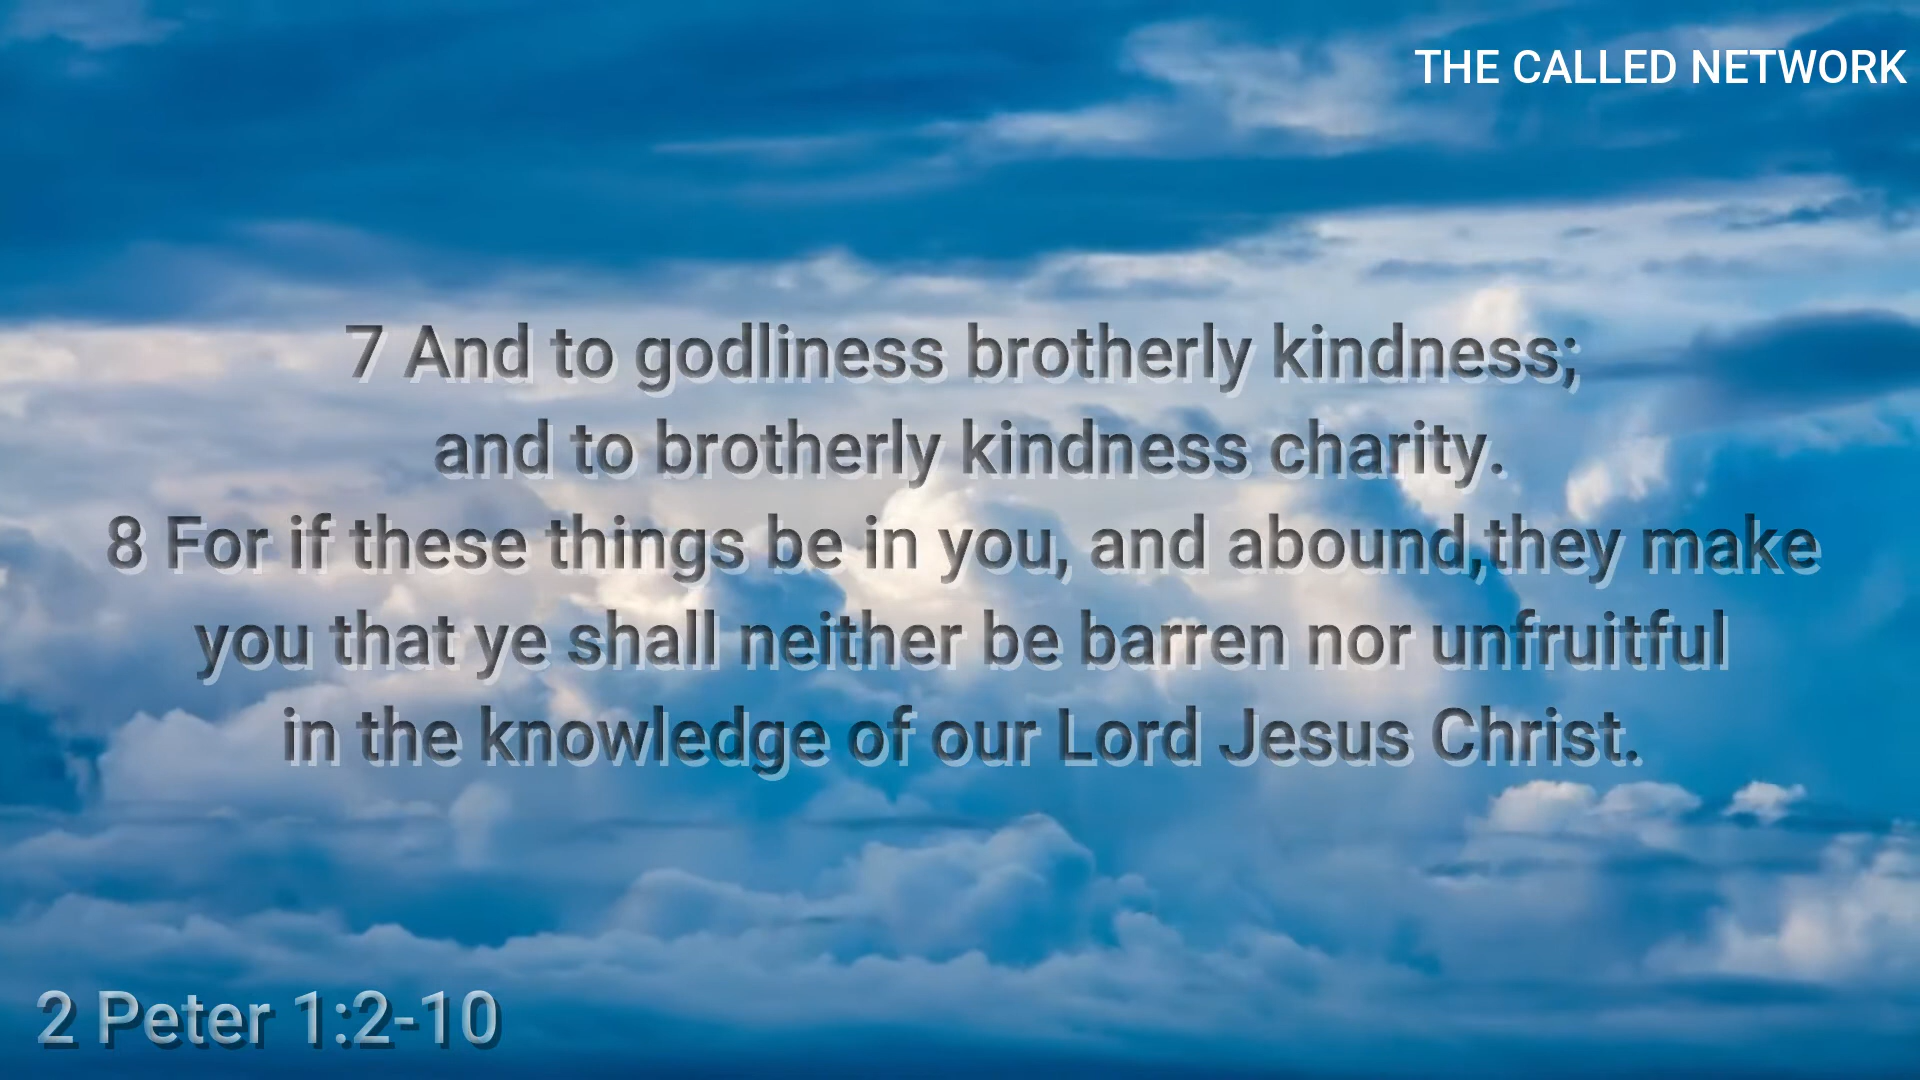 THE CALLED NETWORK
7 And to godliness brotherly kindness;
and to brotherly kindness charity.
8 For if these things be in you, and abound,they make
you that ye shall neither be barren nor unfruitful
in the knowledge of our Lord Jesus Christ.
2 Peter 1:2-10